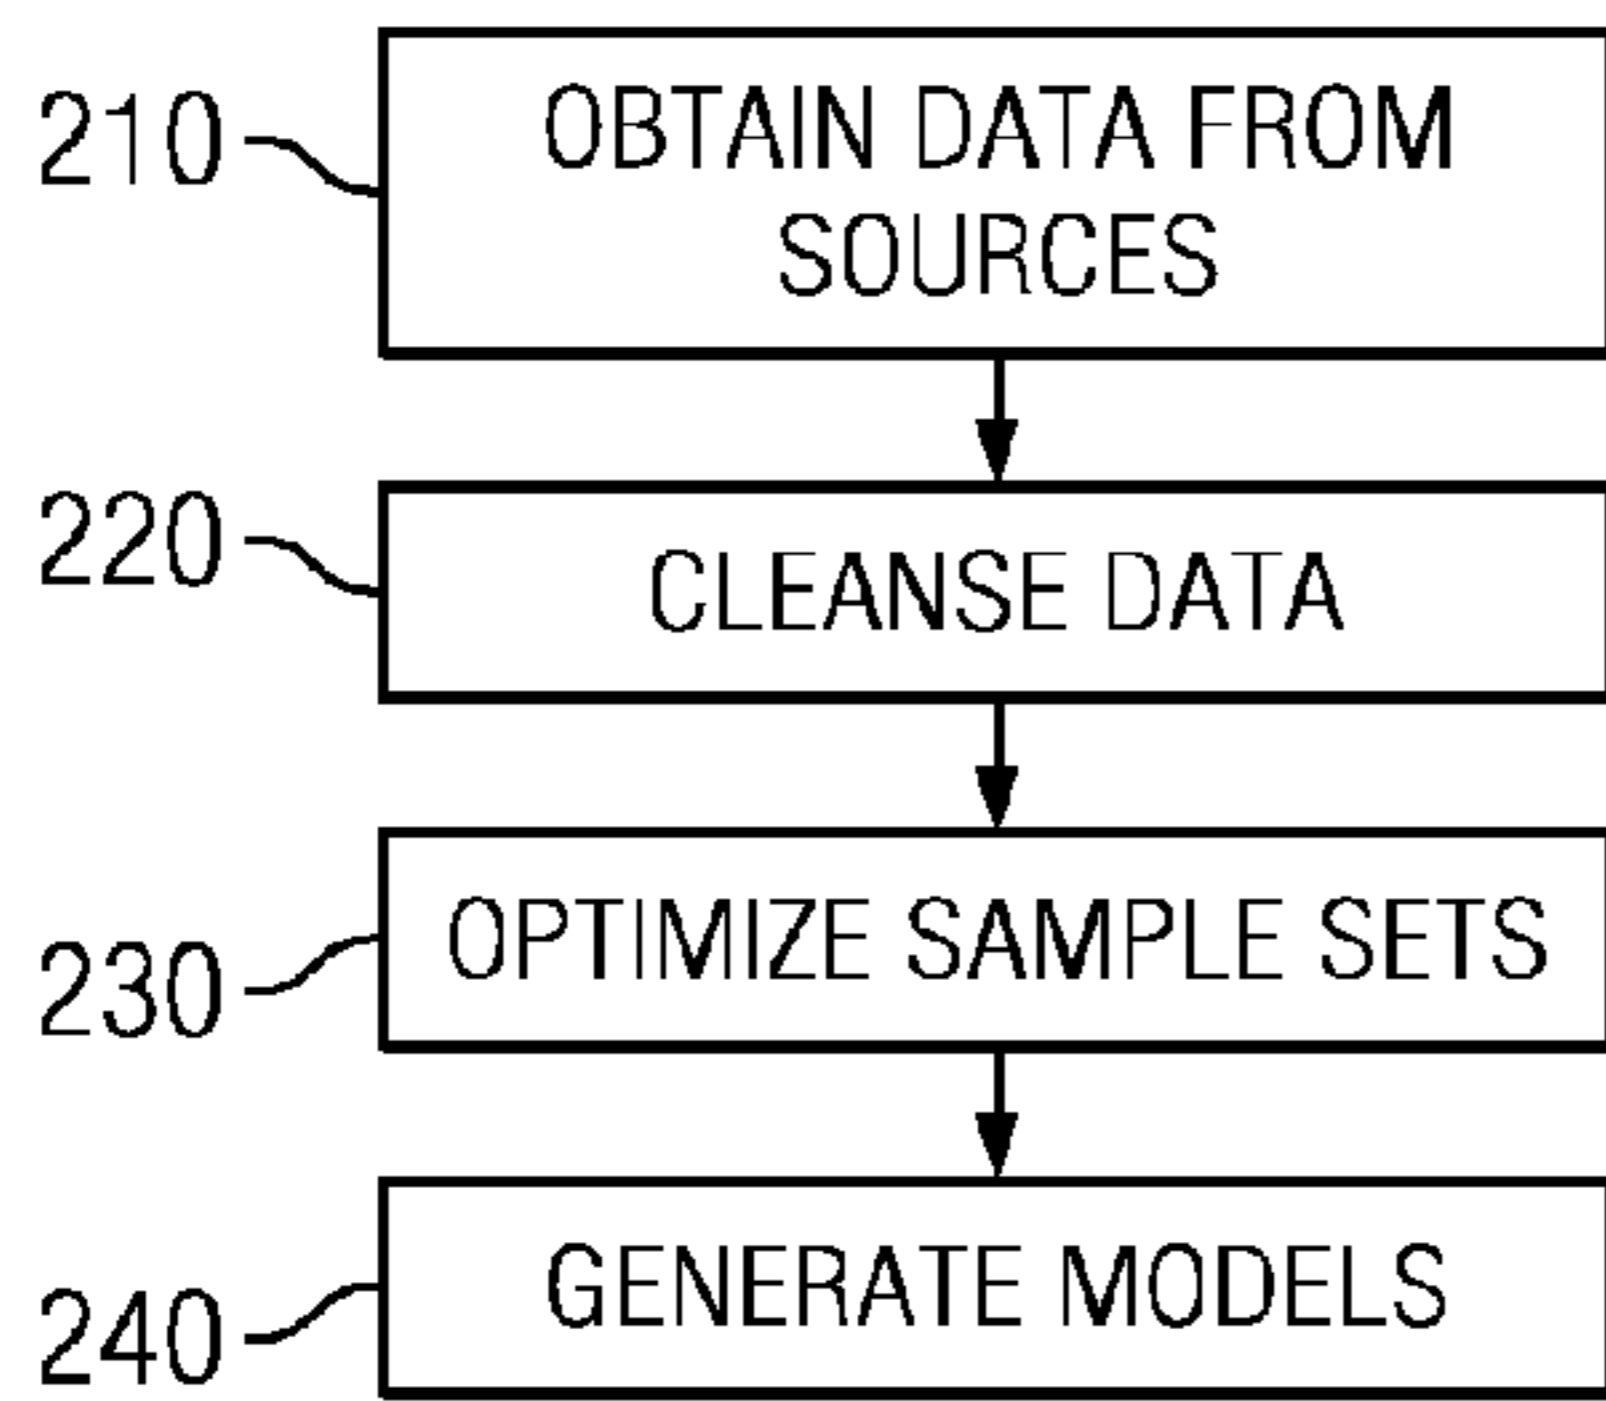 210
OBTAIN DATA FROM
SOURCES
220
CLEANSE DATA
230
OPTIMIZE SAMPLE SETS
240
GENERATE MODELS